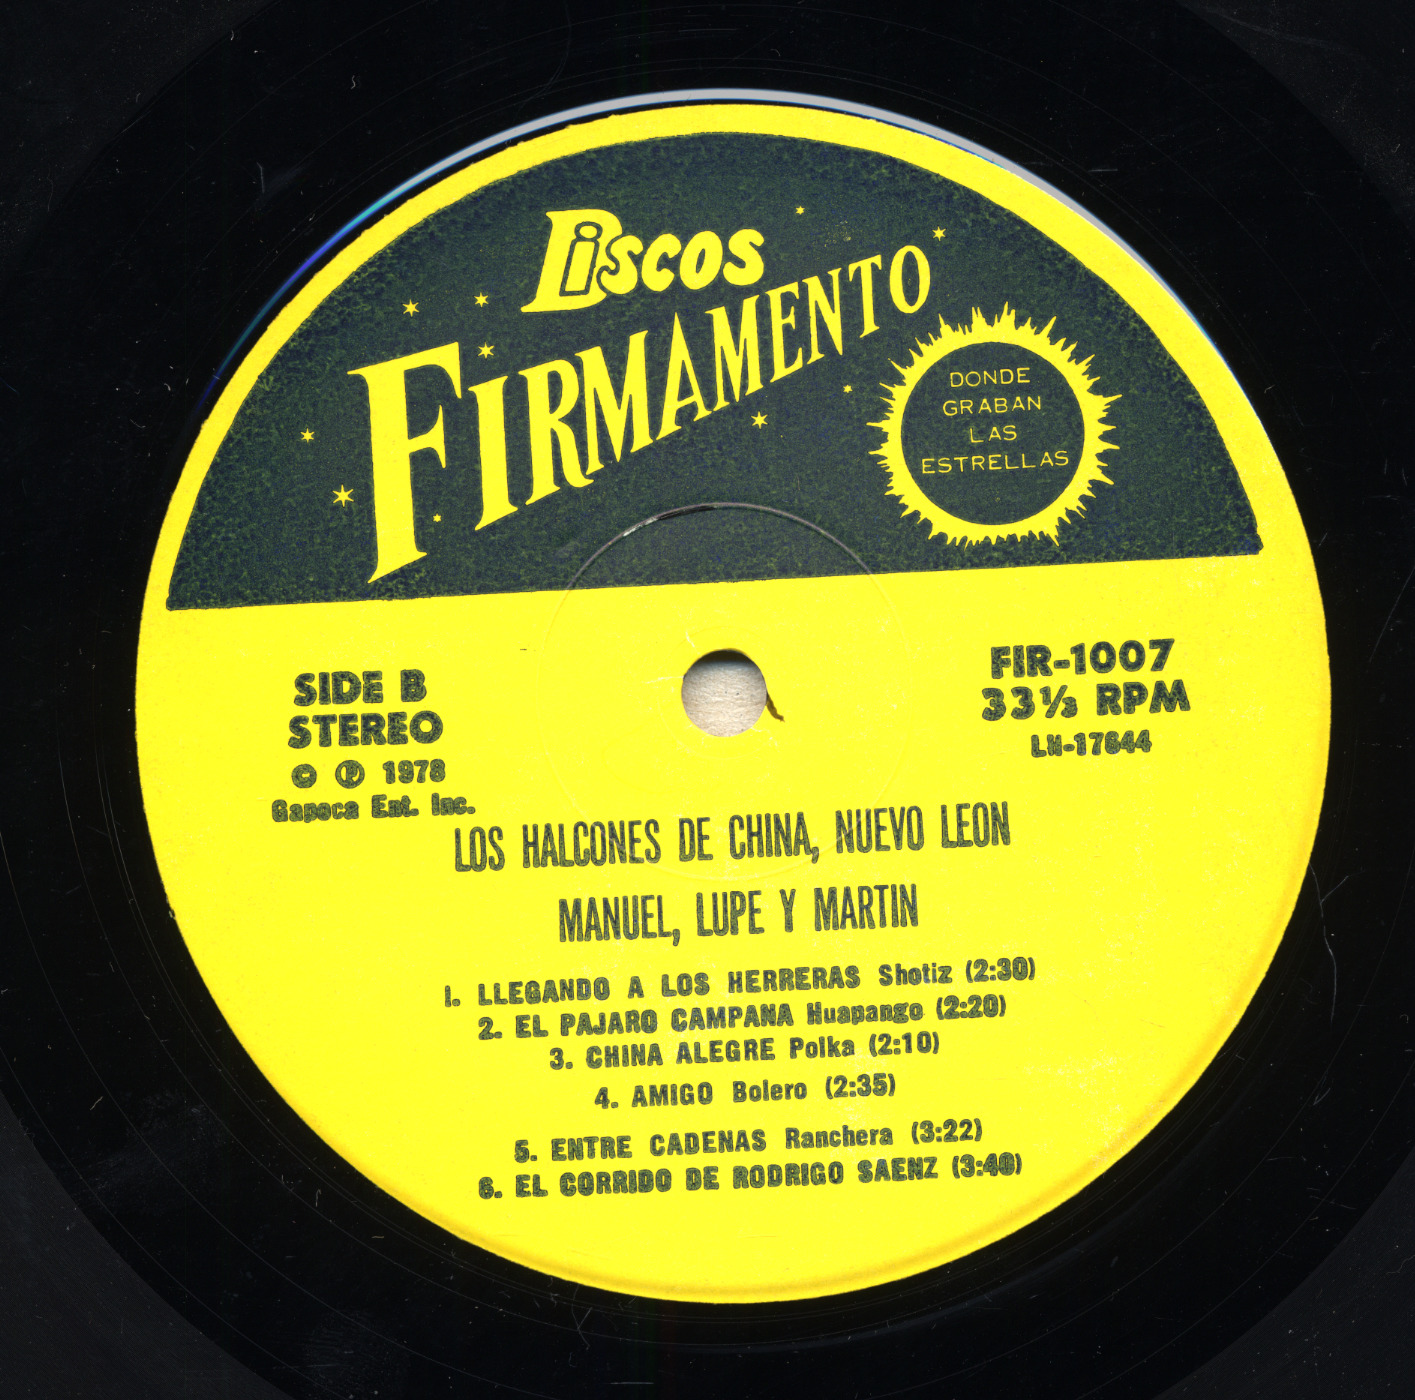 Discos
FIRMAMENTO
DONDE
GRABAN
LAS
ESTRELLAS
SIDE B
STEREO
© ℗ 1978
Gapoca Ent. Inc.
FIR-1007
33⅓ RPM
LH-17644
LOS HALCONES DE CHINA, NUEVO LEON
MANUEL, LUPE Y MARTIN
1. LLEGANDO A LOS HERRERAS Shotiz (2:30)
2. EL PAJARO CAMPANA Huapango (2:20)
3. CHINA ALEGRE Polka (2:10)
4. AMIGO Bolero (2:35)
5. ENTRE CADENAS Ranchera (3:22)
6. EL CORRIDO DE RODRIGO SAENZ (3:40)